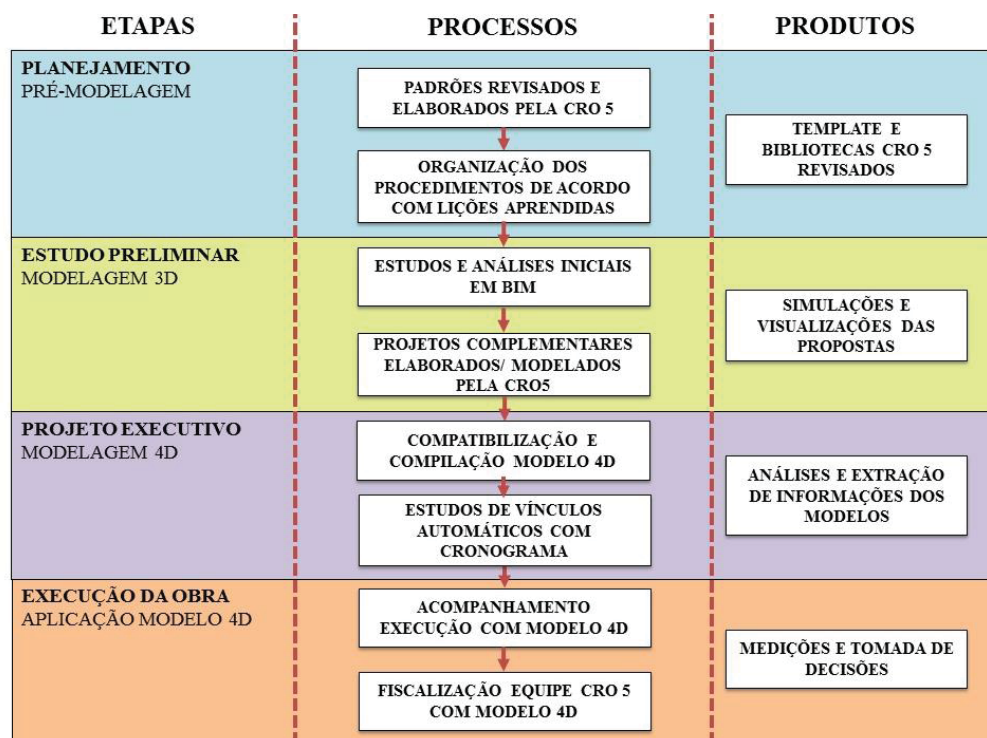 ETAPAS
PROCESSOS
PRODUTOS
PLANEJAMENTO
PRÉ-MODELAGEM
PADRÕES REVISADOS E
ELABORADOS PELA CRO 5
ORGANIZAÇÃO DOS
PROCEDIMENTOS DE ACORDO
COM LIÇÕES APRENDIDAS
TEMPLATE E
BIBLIOTECAS CRO 5
REVISADOS
ESTUDO PRELIMINAR
MODELAGEM 3D
ESTUDOS E ANÁLISES INICIAIS
EM BIM
PROJETOS COMPLEMENTARES
ELABORADOS/ MODELADOS
PELA CRO5
SIMULAÇÕES E
VISUALIZAÇÕES DAS
PROPOSTAS
PROJETO EXECUTIVO
MODELAGEM 4D
COMPATIBILIZAÇÃO E
COMPILAÇÃO MODELO 4D
ESTUDOS DE VÍNCULOS
AUTOMÁTICOS COM
CRONOGRAMA
ANÁLISES E EXTRAÇÃO
DE INFORMAÇÕES DOS
MODELOS
EXECUÇÃO DA OBRA
APLICAÇÃO MODELO 4D
ACOMPANHAMENTO
EXECUÇÃO COM MODELO 4D
FISCALIZAÇÃO EQUIPE CRO 5
COM MODELO 4D
MEDIÇÕES E TOMADA DE
DECISÕES